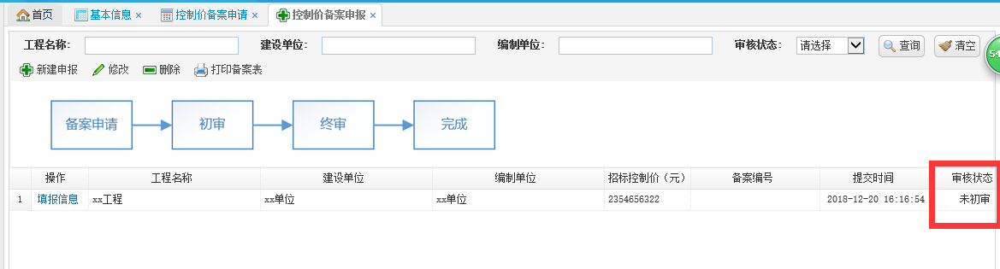 首页 基本信息 × 控制价备案申请 × 控制价备案申报 ×
工程名称: 建设单位: 编制单位: 审核状态: 请选择 查询 清空
54
新建申报 修改 删除 打印备案表
备案申请 初审 终审 完成
操作 工程名称 建设单位 编制单位 招标控制价（元） 备案编号 提交时间 审核状态
1 填报信息 xx工程 xx单位 xx单位 2354656322 2018-12-20 16:16:54 未初审